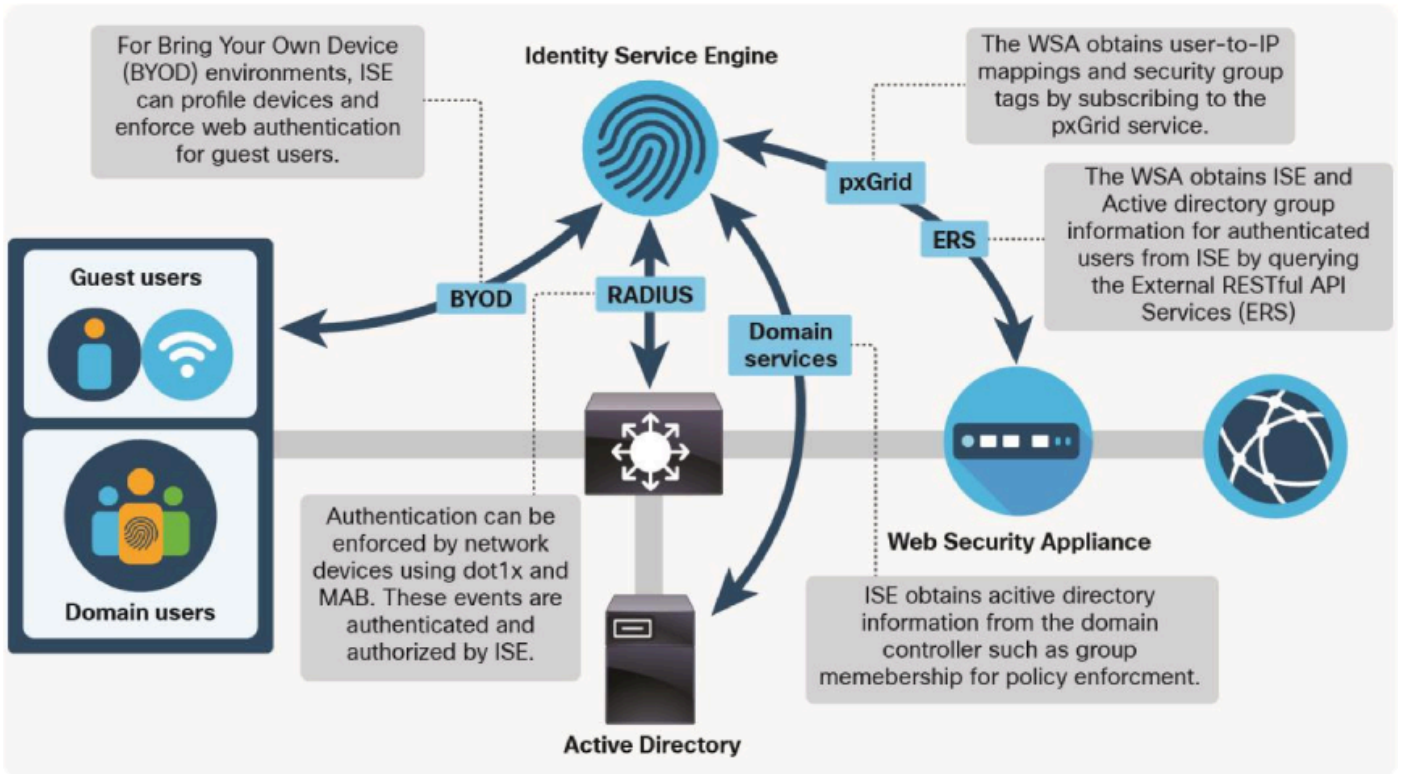 For Bring Your Own Device
(BYOD) environments, ISE
can profile devices and
enforce web authentication
for guest users.
Identity Service Engine
The WSA obtains user-to-IP
mappings and security group
tags by subscribing to the
pxGrid service.
pxGrid
The WSA obtains ISE and
Active directory group
information for authenticated
users from ISE by querying
the External RESTful API
Services (ERS)
ERS
Guest users
BYOD
RADIUS
Domain
services
Domain users
Authentication can be
enforced by network
devices using dot1x and
MAB. These events are
authenticated and
authorized by ISE.
Web Security Appliance
ISE obtains acitive directory
information from the domain
controller such as group
memebership for policy enforcment.
Active Directory